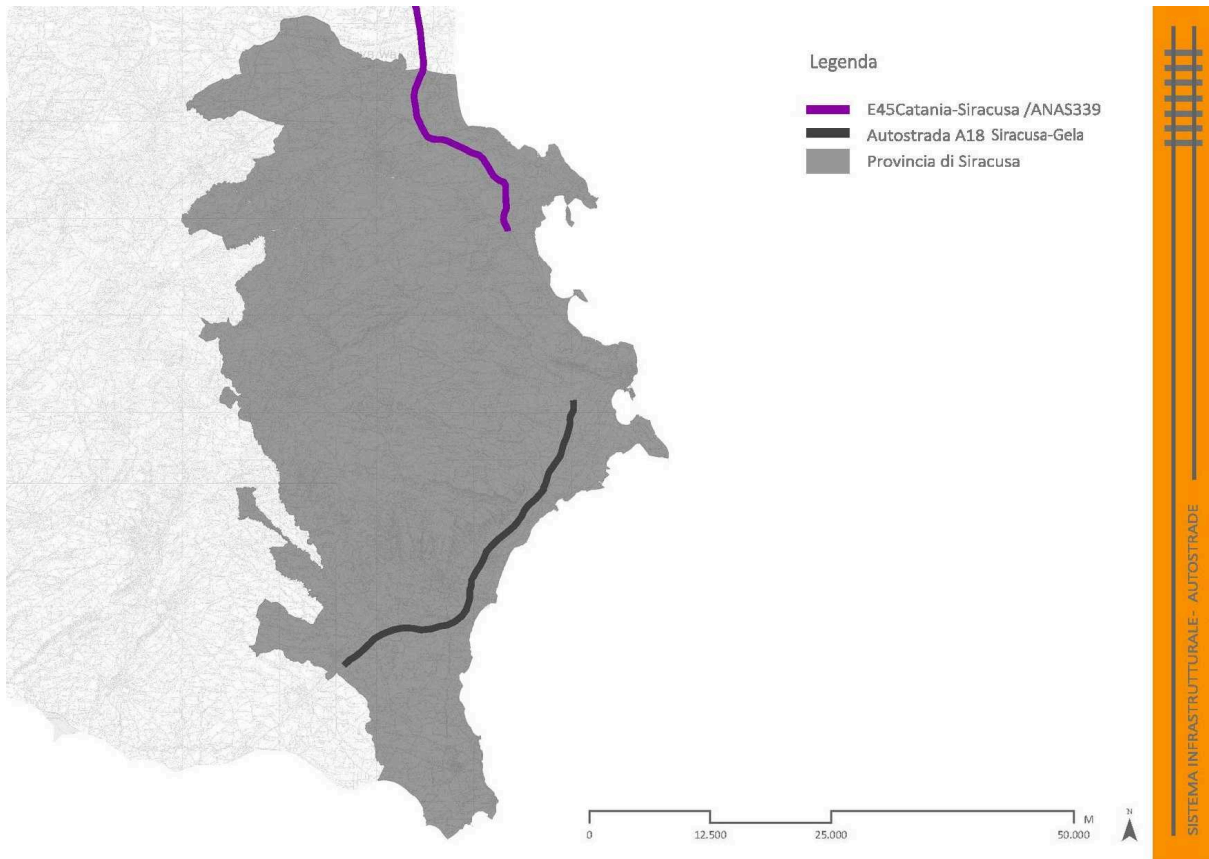 Legenda
E45Catania-Siracusa /ANAS339
Autostrada A18 Siracusa-Gela
Provincia di Siracusa
N
M
0
12.500
25.000
50.000
SISTEMA INFRASTRUTTURALE- AUTOSTRADE